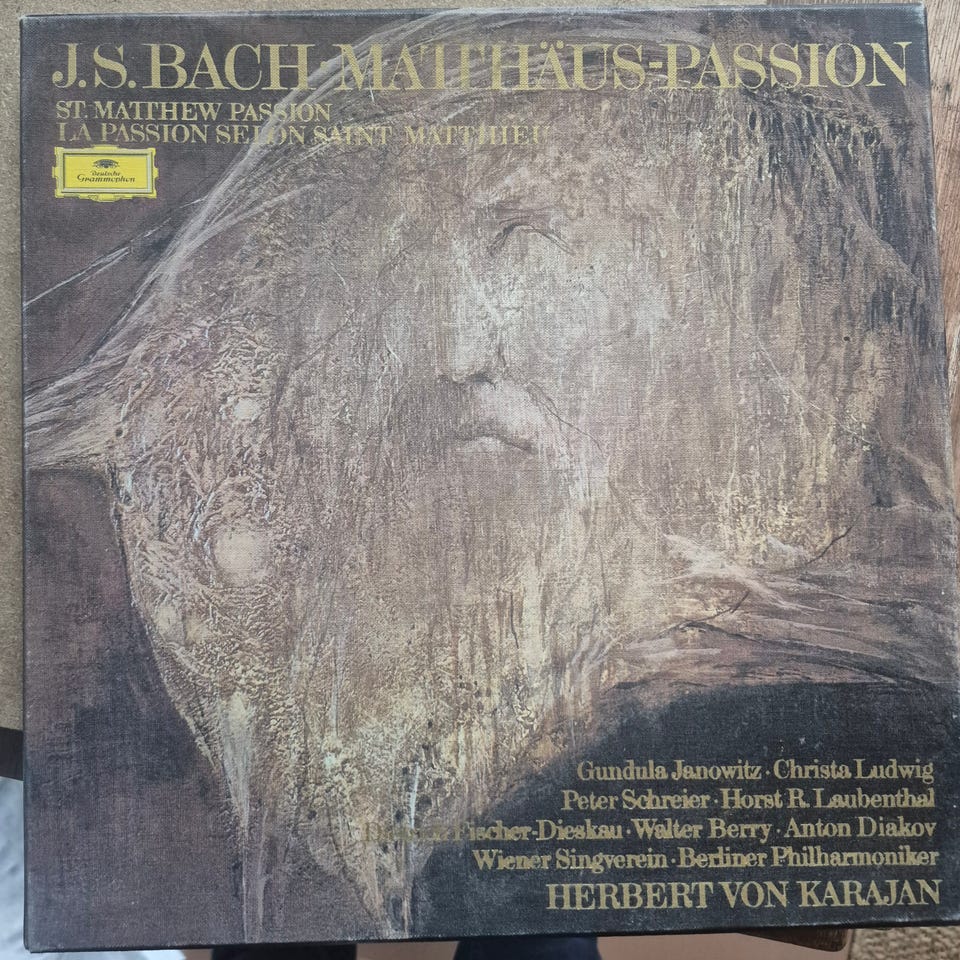 J.S. BACH · MATTHÄUS-PASSION
ST. MATTHEW PASSION
LA PASSION SELON SAINT MATTHIEU
Deutsche
Grammophon
Gundula Janowitz · Christa Ludwig
Peter Schreier · Horst R. Laubenthal
Dietrich Fischer-Dieskau · Walter Berry · Anton Diakov
Wiener Singverein · Berliner Philharmoniker
HERBERT VON KARAJAN